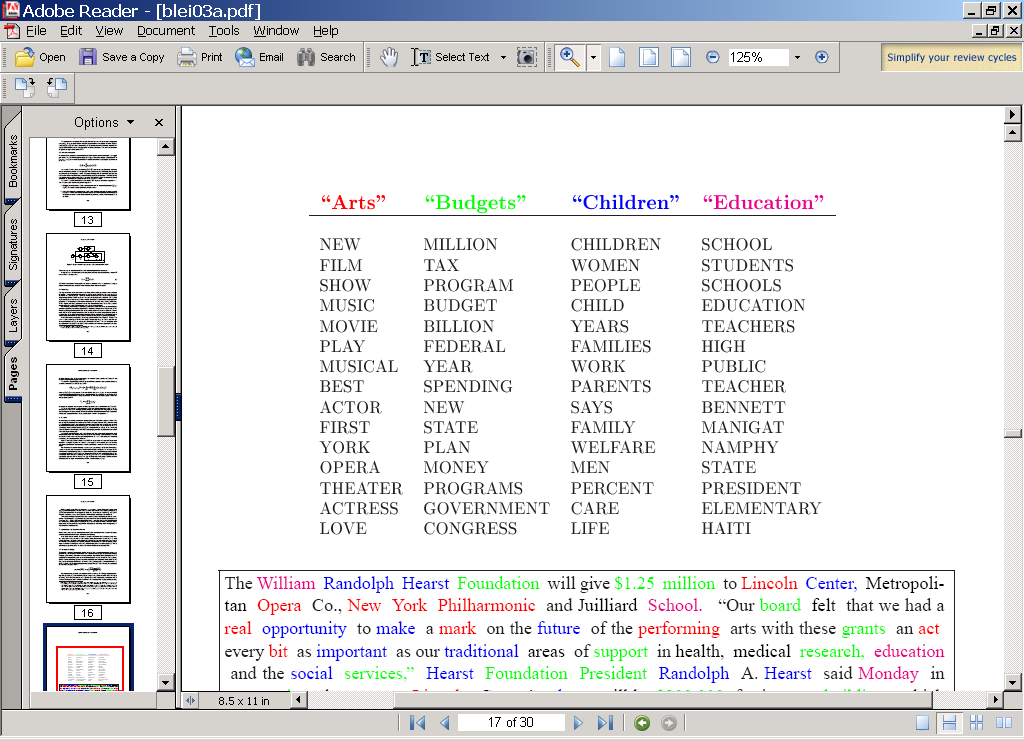 Adobe Reader - [blei03a.pdf]
File Edit View Document Tools Window Help
Open Save a Copy Print Email Search Select Text 125% Simplify your review cycles
Options
Bookmarks
Signatures
Layers
Pages
13
14
15
16
“Arts” “Budgets” “Children” “Education”
NEW MILLION CHILDREN SCHOOL
FILM TAX WOMEN STUDENTS
SHOW PROGRAM PEOPLE SCHOOLS
MUSIC BUDGET CHILD EDUCATION
MOVIE BILLION YEARS TEACHERS
PLAY FEDERAL FAMILIES HIGH
MUSICAL YEAR WORK PUBLIC
BEST SPENDING PARENTS TEACHER
ACTOR NEW SAYS BENNETT
FIRST STATE FAMILY MANIGAT
YORK PLAN WELFARE NAMPHY
OPERA MONEY MEN STATE
THEATER PROGRAMS PERCENT PRESIDENT
ACTRESS GOVERNMENT CARE ELEMENTARY
LOVE CONGRESS LIFE HAITI
The William Randolph Hearst Foundation will give $1.25 million to Lincoln Center, Metropoli-
tan Opera Co., New York Philharmonic and Juilliard School. “Our board felt that we had a
real opportunity to make a mark on the future of the performing arts with these grants an act
every bit as important as our traditional areas of support in health, medical research, education
and the social services,” Hearst Foundation President Randolph A. Hearst said Monday in
8.5 x 11 in
17 of 30